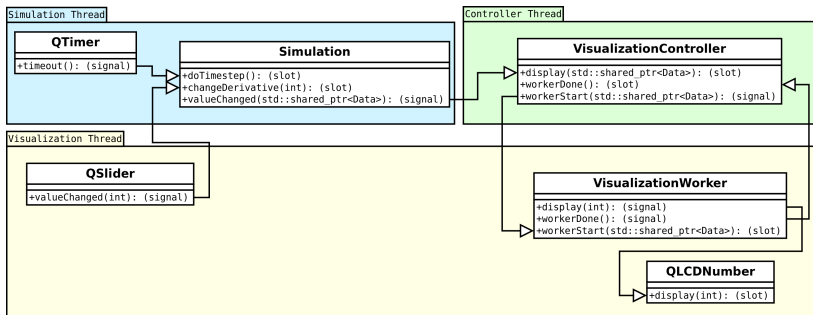 Simulation Thread
QTimer
+timeout(): (signal)
Simulation
+doTimestep(): (slot)
+changeDerivative(int): (slot)
+valueChanged(std::shared_ptr<Data>): (signal)
Controller Thread
VisualizationController
+display(std::shared_ptr<Data>): (slot)
+workerDone(): (slot)
+workerStart(std::shared_ptr<Data>): (signal)
Visualization Thread
QSlider
+valueChanged(int): (signal)
VisualizationWorker
+display(int): (signal)
+workerDone(): (signal)
+workerStart(std::shared_ptr<Data>): (slot)
QLCDNumber
+display(int): (slot)